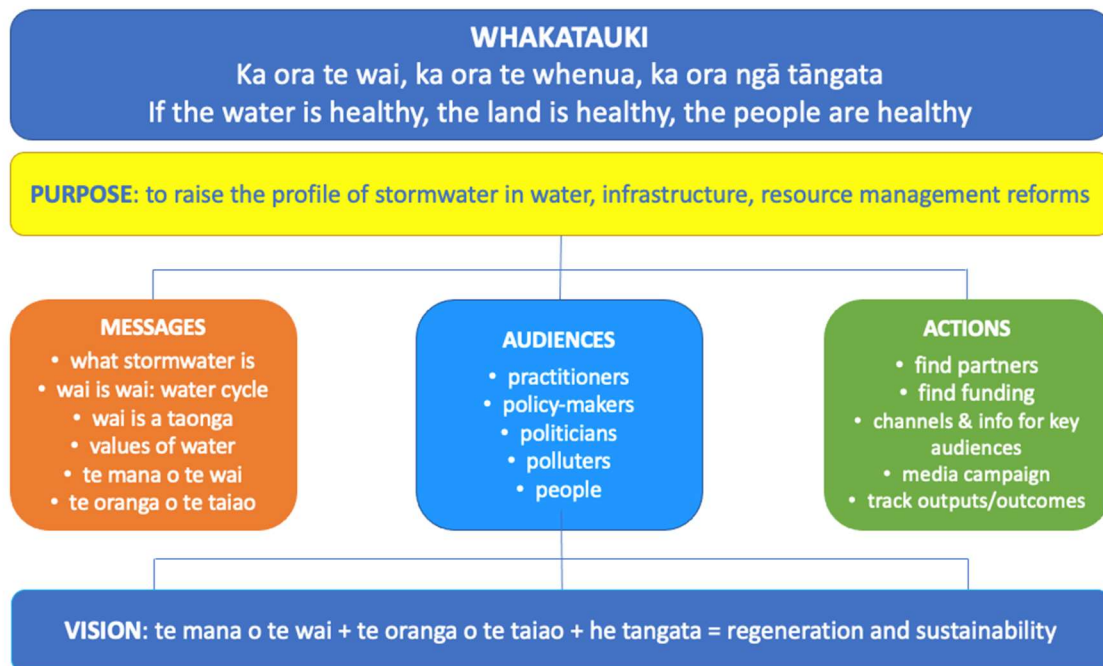 WHAKATAUKI
Ka ora te wai, ka ora te whenua, ka ora ngā tāngata
If the water is healthy, the land is healthy, the people are healthy
PURPOSE: to raise the profile of stormwater in water, infrastructure, resource management reforms
MESSAGES
• what stormwater is
• wai is wai: water cycle
• wai is a taonga
• values of water
• te mana o te wai
• te oranga o te taiao
AUDIENCES
• practitioners
• policy-makers
• politicians
• polluters
• people
ACTIONS
• find partners
• find funding
• channels & info for key
audiences
• media campaign
• track outputs/outcomes
VISION: te mana o te wai + te oranga o te taiao + he tangata = regeneration and sustainability